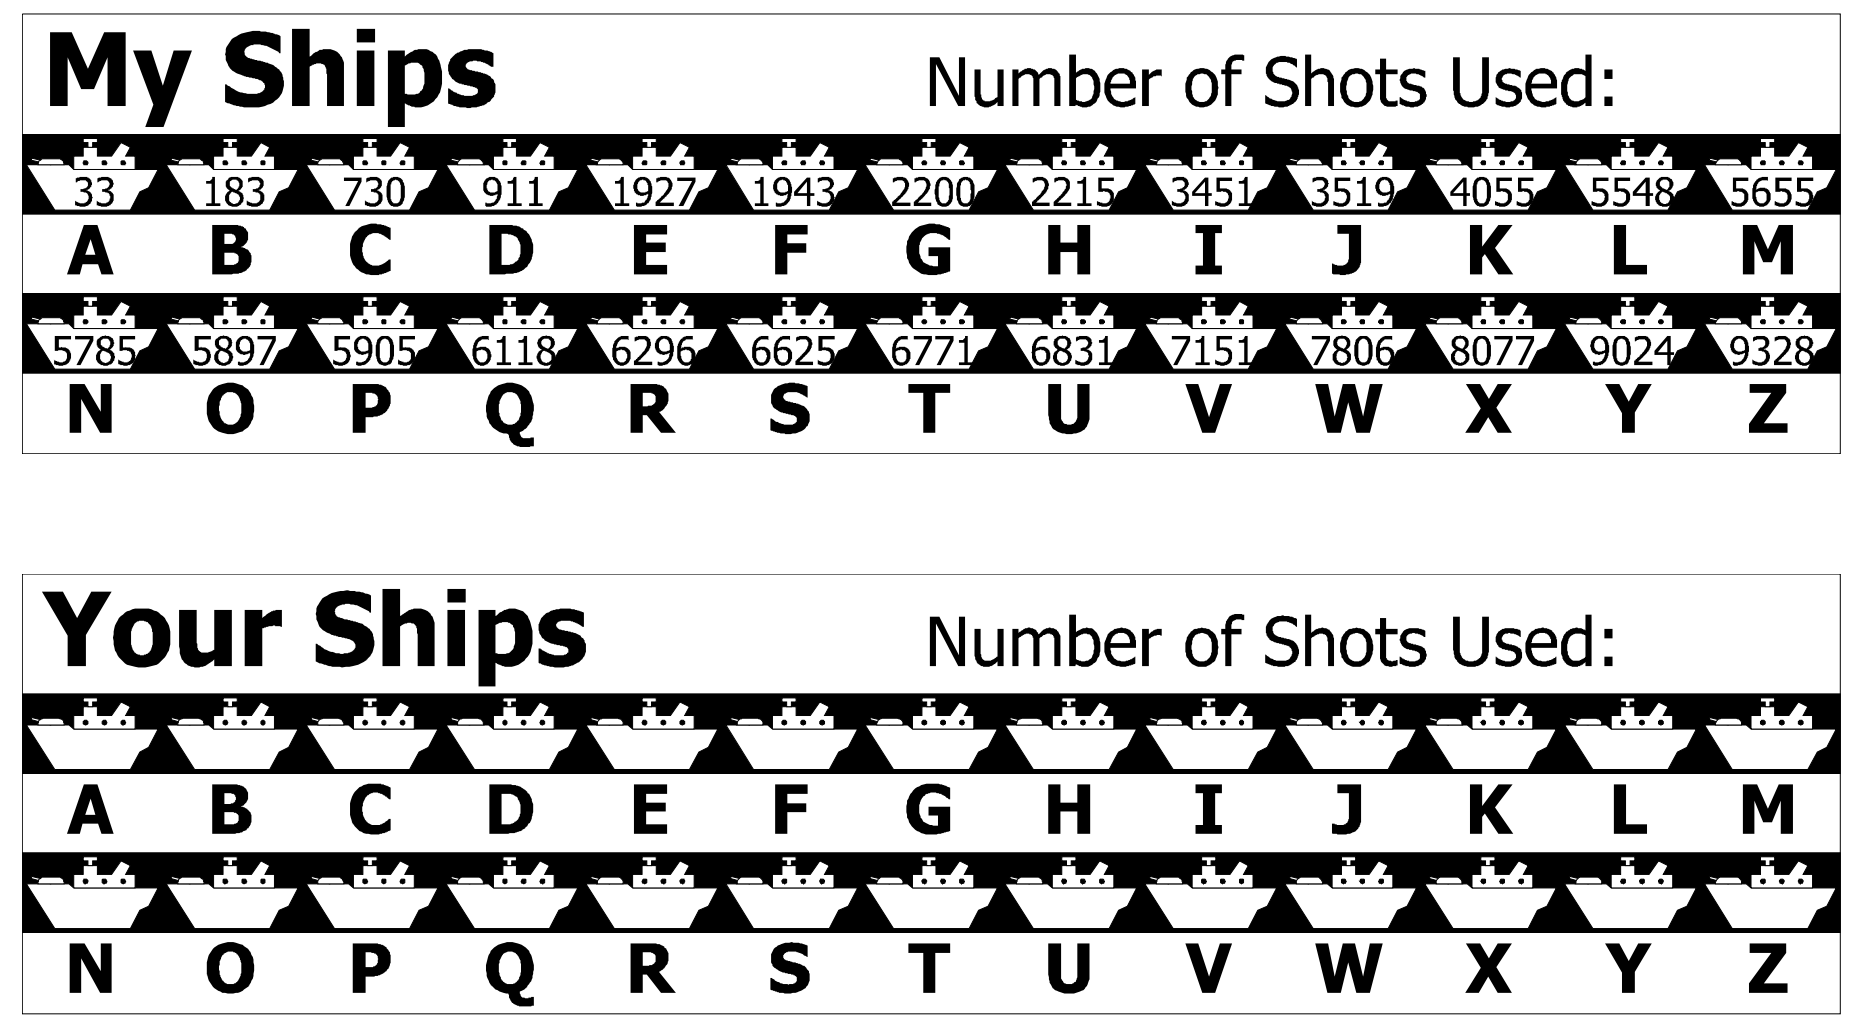 My Ships Number of Shots Used:
33 183 730 911 1927 1943 2200 2215 3451 3519 4055 5548 5655
A B C D E F G H I J K L M
5785 5897 5905 6118 6296 6625 6771 6831 7151 7806 8077 9024 9328
N O P Q R S T U V W X Y Z
Your Ships Number of Shots Used:
A B C D E F G H I J K L M
N O P Q R S T U V W X Y Z